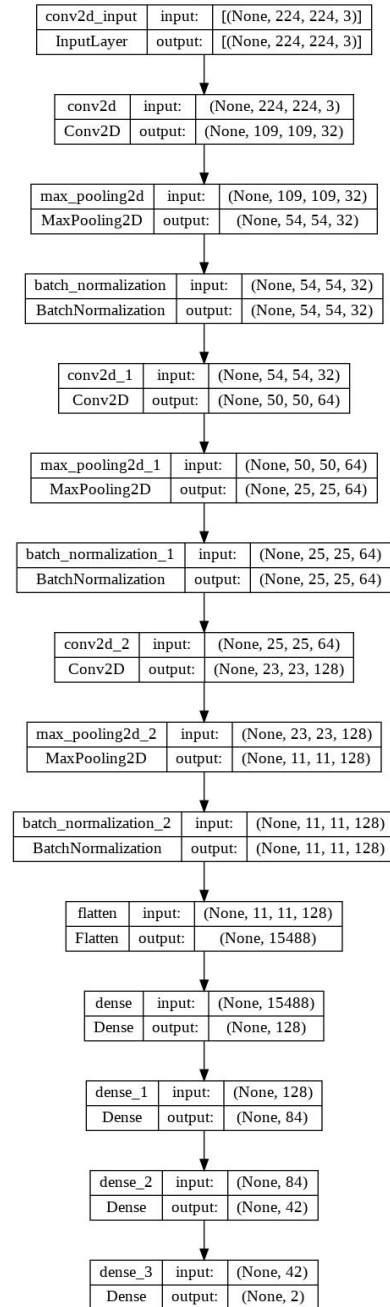 conv2d_input input: [(None, 224, 224, 3)]
InputLayer output: [(None, 224, 224, 3)]
conv2d input: (None, 224, 224, 3)
Conv2D output: (None, 109, 109, 32)
max_pooling2d input: (None, 109, 109, 32)
MaxPooling2D output: (None, 54, 54, 32)
batch_normalization input: (None, 54, 54, 32)
BatchNormalization output: (None, 54, 54, 32)
conv2d_1 input: (None, 54, 54, 32)
Conv2D output: (None, 50, 50, 64)
max_pooling2d_1 input: (None, 50, 50, 64)
MaxPooling2D output: (None, 25, 25, 64)
batch_normalization_1 input: (None, 25, 25, 64)
BatchNormalization output: (None, 25, 25, 64)
conv2d_2 input: (None, 25, 25, 64)
Conv2D output: (None, 23, 23, 128)
max_pooling2d_2 input: (None, 23, 23, 128)
MaxPooling2D output: (None, 11, 11, 128)
batch_normalization_2 input: (None, 11, 11, 128)
BatchNormalization output: (None, 11, 11, 128)
flatten input: (None, 11, 11, 128)
Flatten output: (None, 15488)
dense input: (None, 15488)
Dense output: (None, 128)
dense_1 input: (None, 128)
Dense output: (None, 84)
dense_2 input: (None, 84)
Dense output: (None, 42)
dense_3 input: (None, 42)
Dense output: (None, 2)